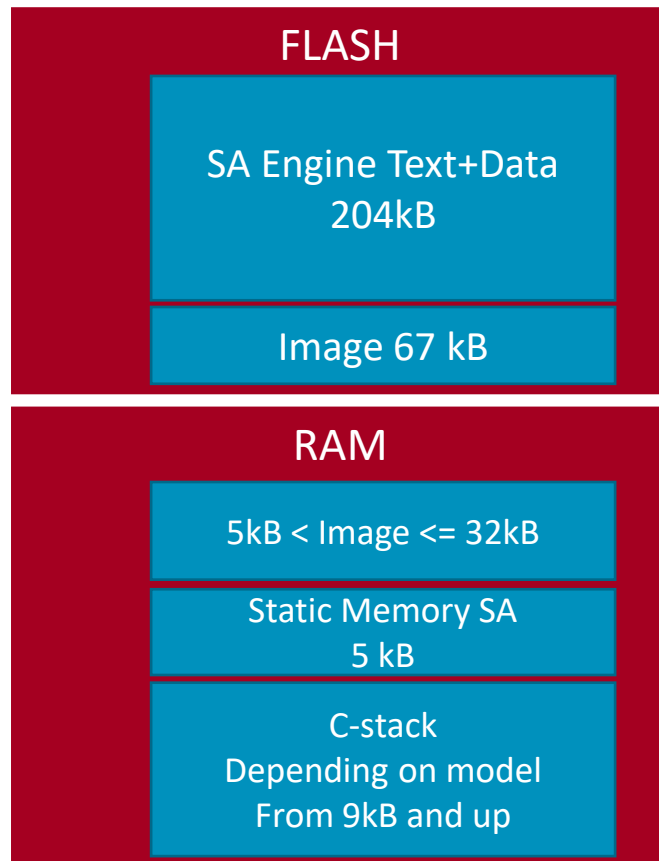 FLASH
SA Engine Text+Data
204kB
Image 67 kB
RAM
5kB < Image <= 32kB
Static Memory SA
5 kB
C-stack
Depending on model
From 9kB and up